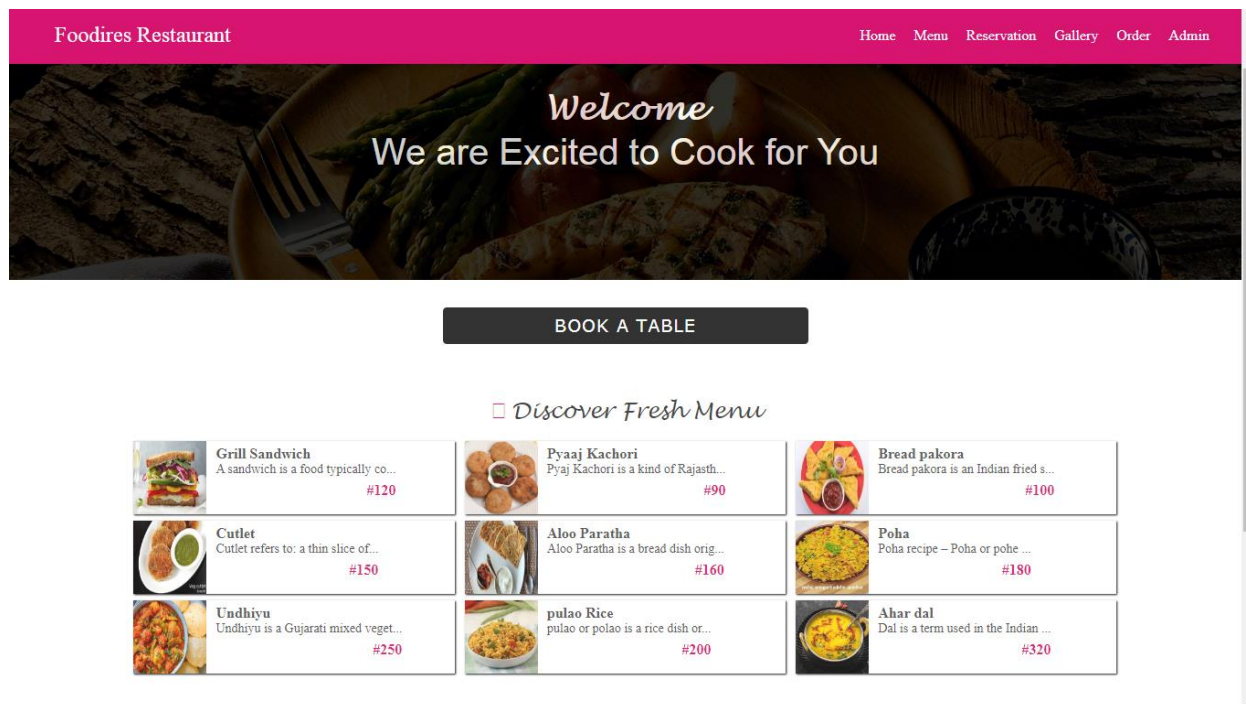 Foodires Restaurant
Home Menu Reservation Gallery Order Admin
Welcome
We are Excited to Cook for You
BOOK A TABLE
Discover Fresh Menu
Grill Sandwich
A sandwich is a food typically co...
#120
Pyaaj Kachori
Pyaj Kachori is a kind of Rajasth...
#90
Bread pakora
Bread pakora is an Indian fried s...
#100
Cutlet
Cutlet refers to: a thin slice of...
#150
Aloo Paratha
Aloo Paratha is a bread dish orig...
#160
Poha
Poha recipe – Poha or pohe ...
#180
Undhiyu
Undhiyu is a Gujarati mixed veget...
#250
pulao Rice
pulao or polao is a rice dish or...
#200
Ahar dal
Dal is a term used in the Indian ...
#320